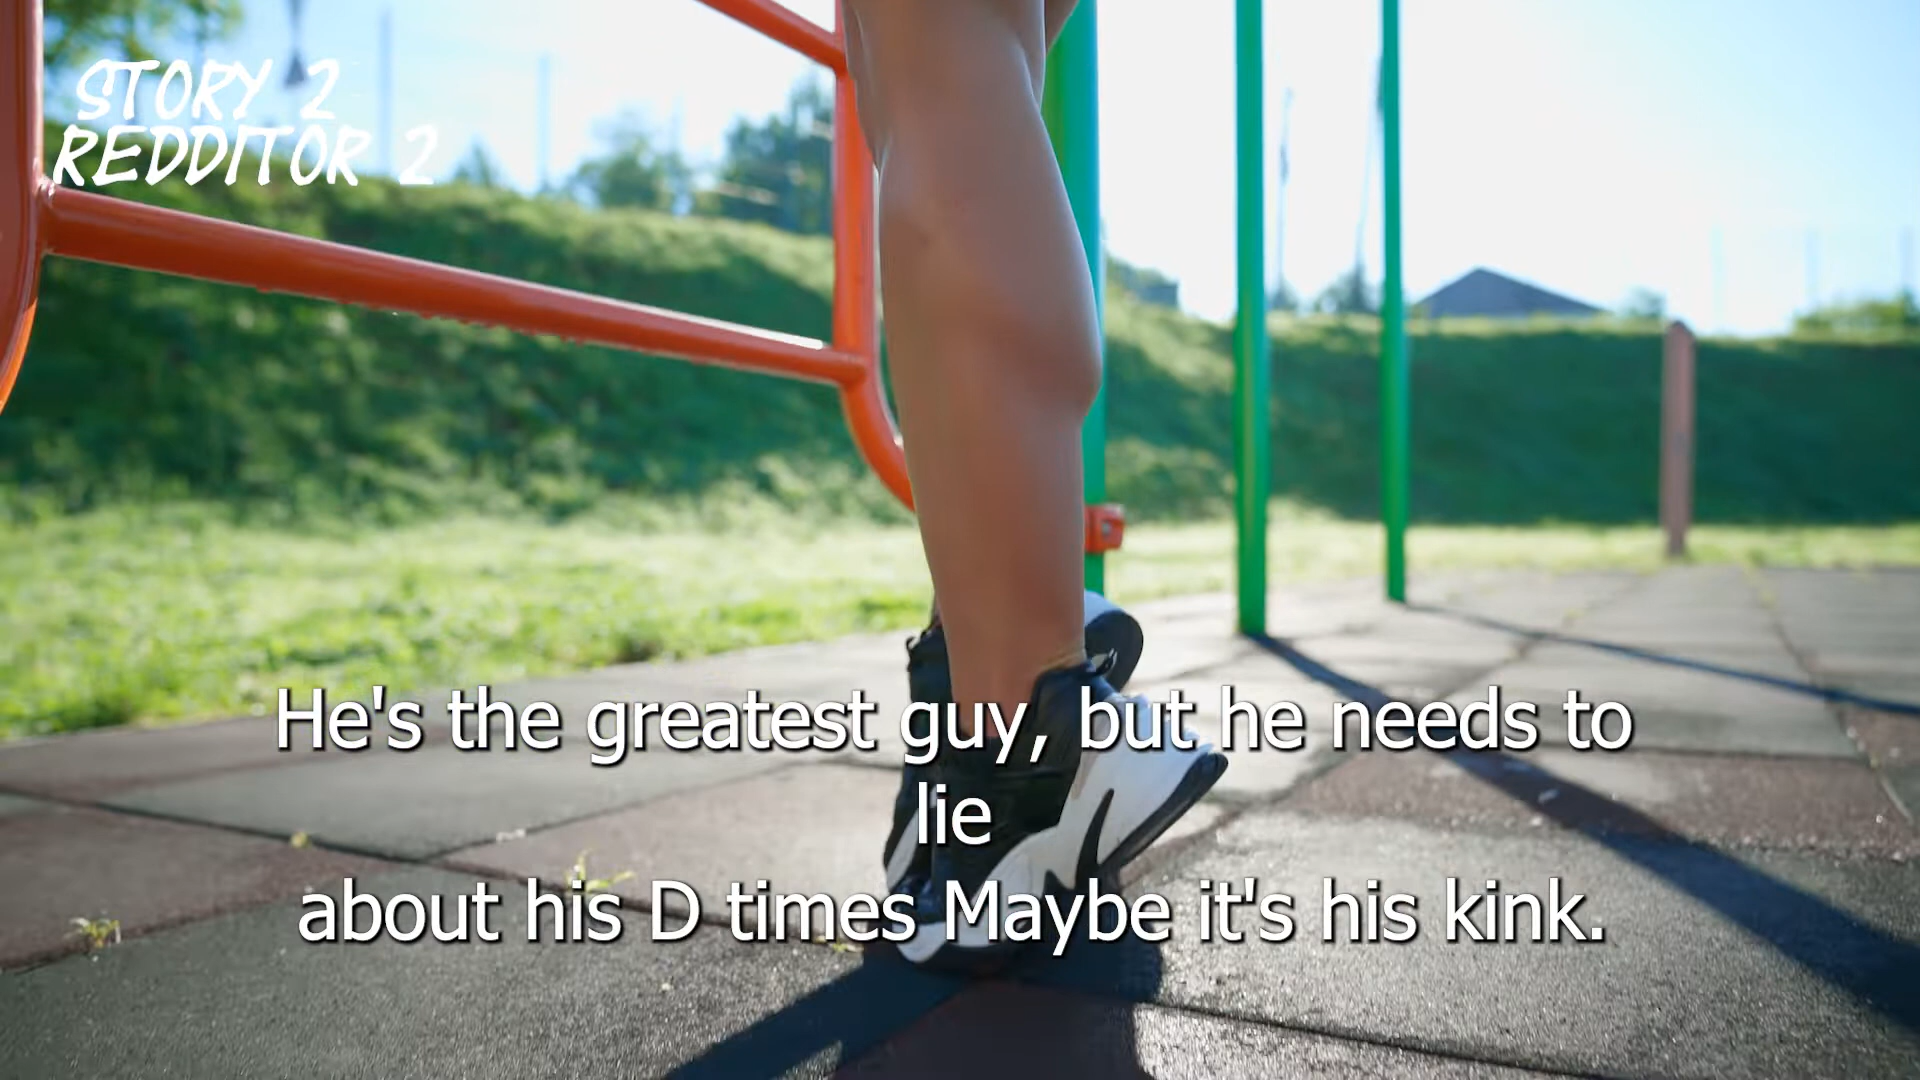 STORY 2
REDDITOR 2
He's the greatest guy, but he needs to
lie
about his D times Maybe it's his kink.